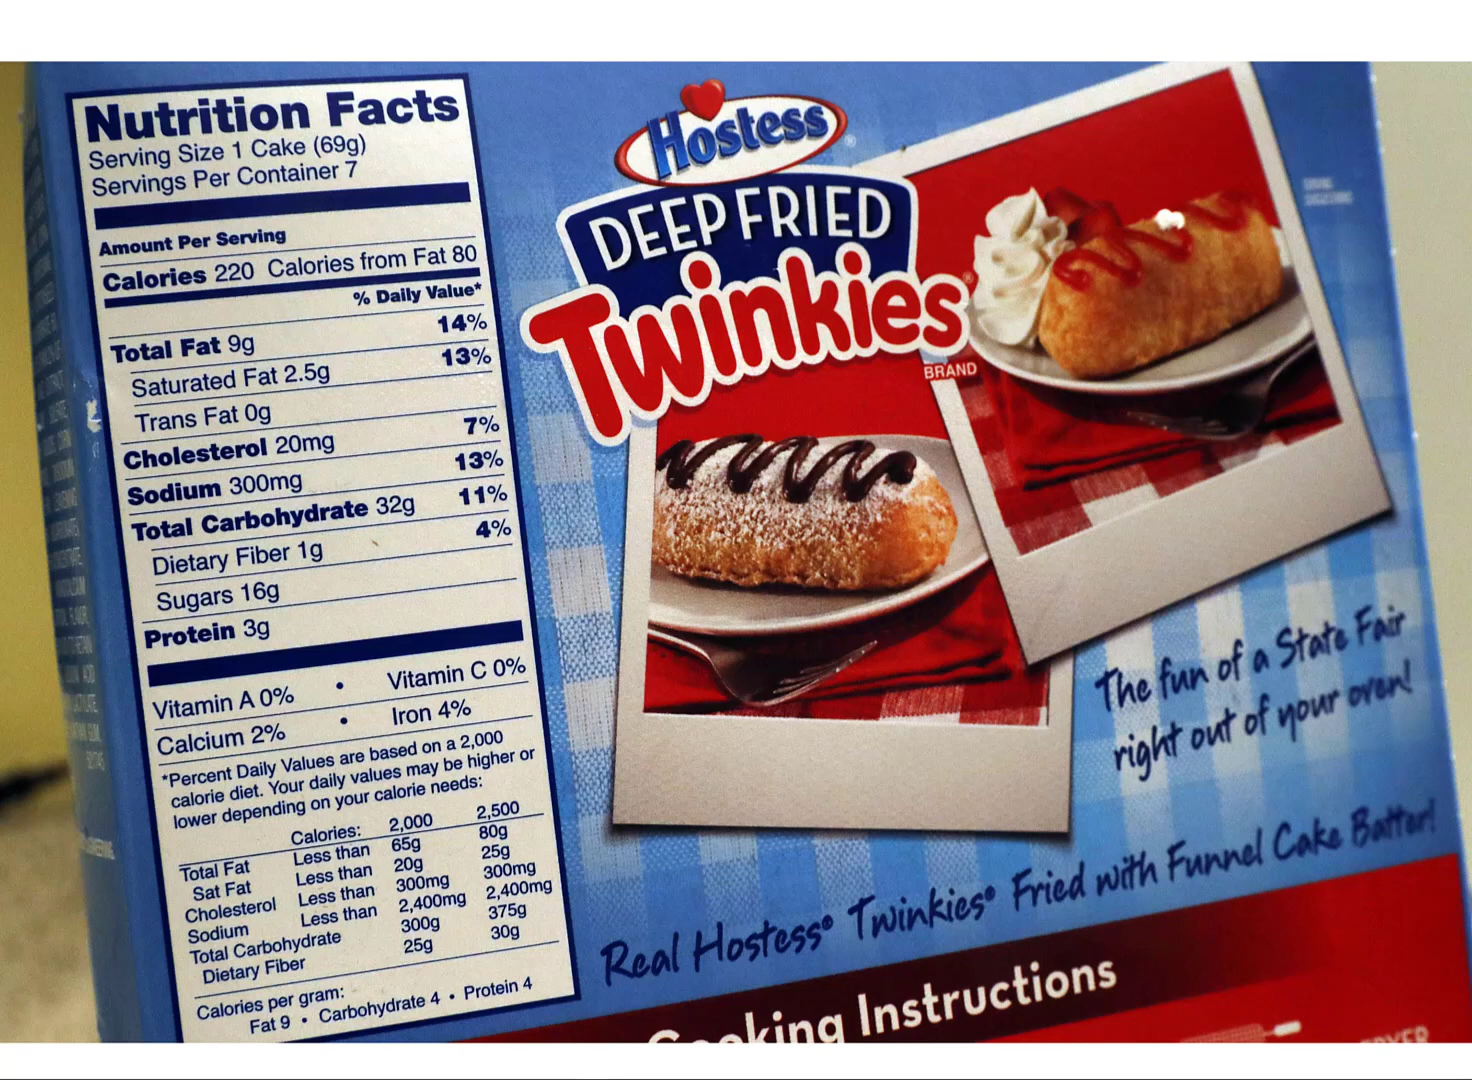 Nutrition Facts
Serving Size 1 Cake (69g)
Servings Per Container 7
Amount Per Serving
Calories 220 Calories from Fat 80
% Daily Value*
Total Fat 9g 14%
Saturated Fat 2.5g 13%
Trans Fat 0g
Cholesterol 20mg 7%
Sodium 300mg 13%
Total Carbohydrate 32g 11%
Dietary Fiber 1g 4%
Sugars 16g
Protein 3g
Vitamin A 0% • Vitamin C 0%
Calcium 2% • Iron 4%
*Percent Daily Values are based on a 2,000
calorie diet. Your daily values may be higher or
lower depending on your calorie needs:
Calories: 2,000 2,500
Total Fat Less than 65g 80g
Sat Fat Less than 20g 25g
Cholesterol Less than 300mg 300mg
Sodium Less than 2,400mg 2,400mg
Total Carbohydrate 300g 375g
Dietary Fiber 25g 30g
Calories per gram:
Fat 9 • Carbohydrate 4 • Protein 4
Hostess®
DEEP FRIED
Twinkies®
BRAND
The fun of a State Fair
right out of your oven!
Real Hostess® Twinkies® Fried with Funnel Cake Batter!
Cooking Instructions